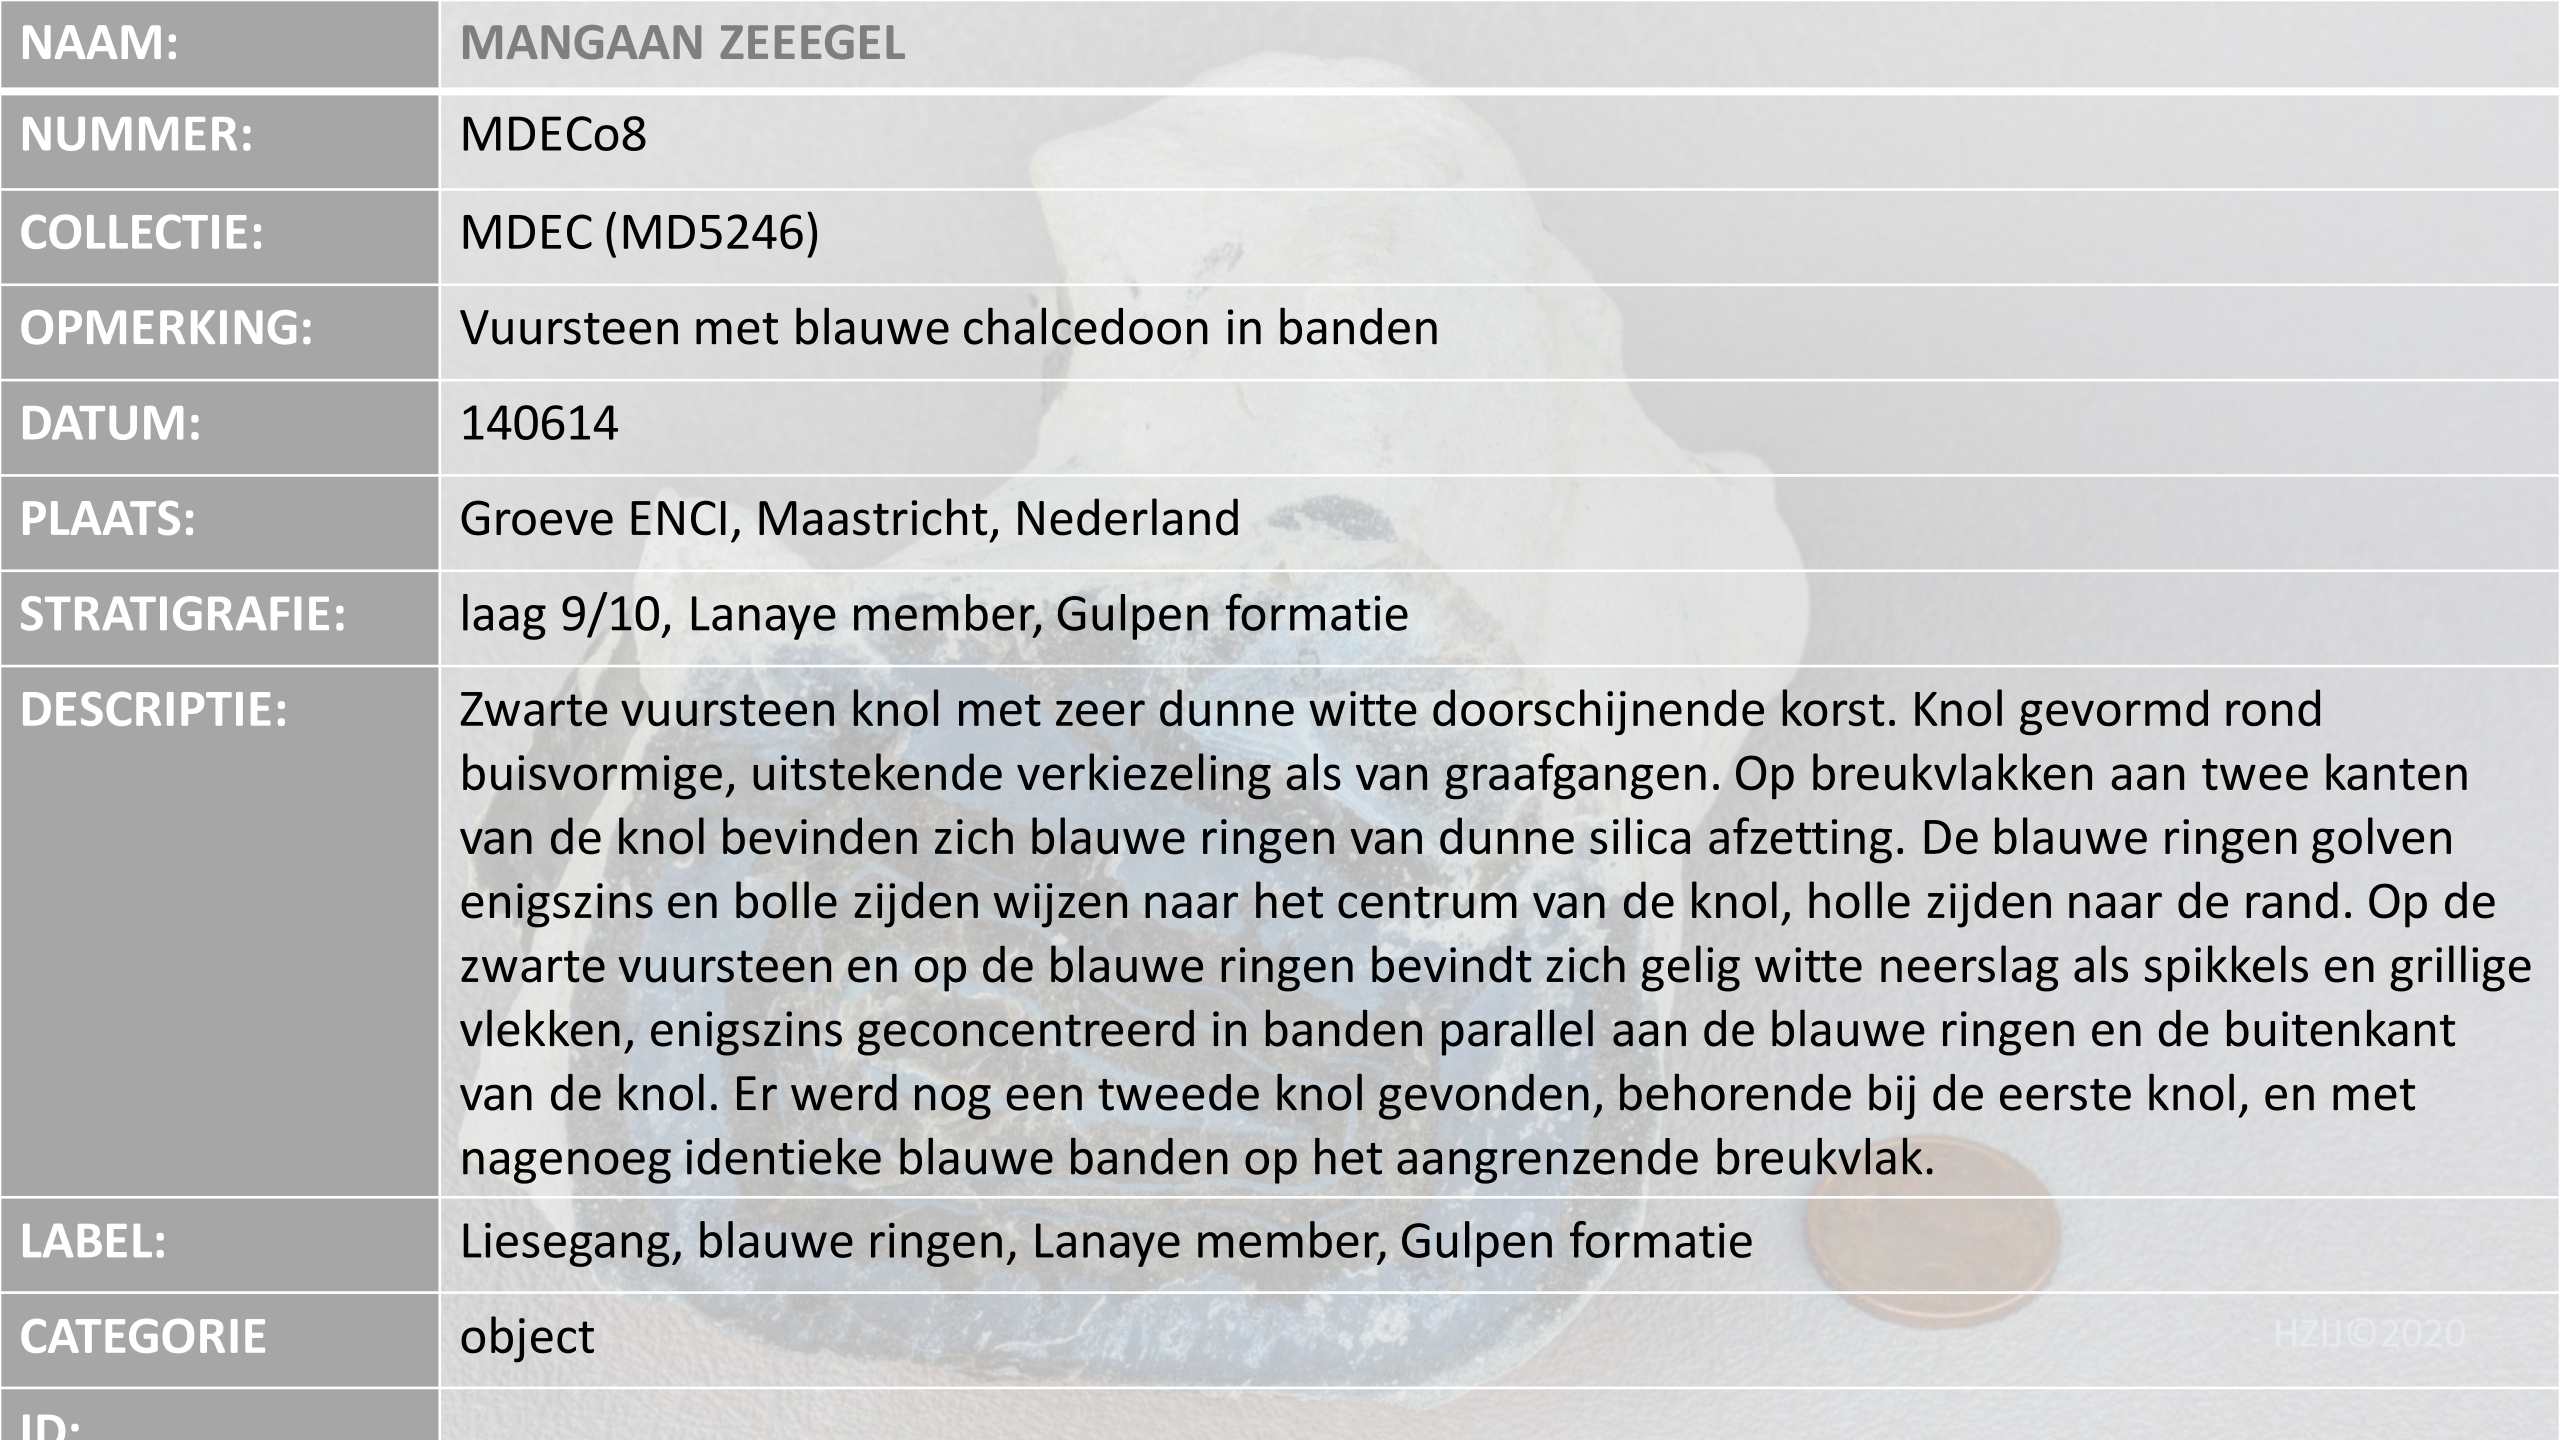 NAAM: MANGAAN ZEEEGEL
NUMMER: MDECo8
COLLECTIE: MDEC (MD5246)
OPMERKING: Vuursteen met blauwe chalcedoon in banden
DATUM: 140614
PLAATS: Groeve ENCI, Maastricht, Nederland
STRATIGRAFIE: laag 9/10, Lanaye member, Gulpen formatie
DESCRIPTIE: Zwarte vuursteen knol met zeer dunne witte doorschijnende korst. Knol gevormd rond
buisvormige, uitstekende verkiezeling als van graafgangen. Op breukvlakken aan twee kanten
van de knol bevinden zich blauwe ringen van dunne silica afzetting. De blauwe ringen golven
enigszins en bolle zijden wijzen naar het centrum van de knol, holle zijden naar de rand. Op de
zwarte vuursteen en op de blauwe ringen bevindt zich gelig witte neerslag als spikkels en grillige
vlekken, enigszins geconcentreerd in banden parallel aan de blauwe ringen en de buitenkant
van de knol. Er werd nog een tweede knol gevonden, behorende bij de eerste knol, en met
nagenoeg identieke blauwe banden op het aangrenzende breukvlak.
LABEL: Liesegang, blauwe ringen, Lanaye member, Gulpen formatie
CATEGORIE object
HZIJ©2020
ID: